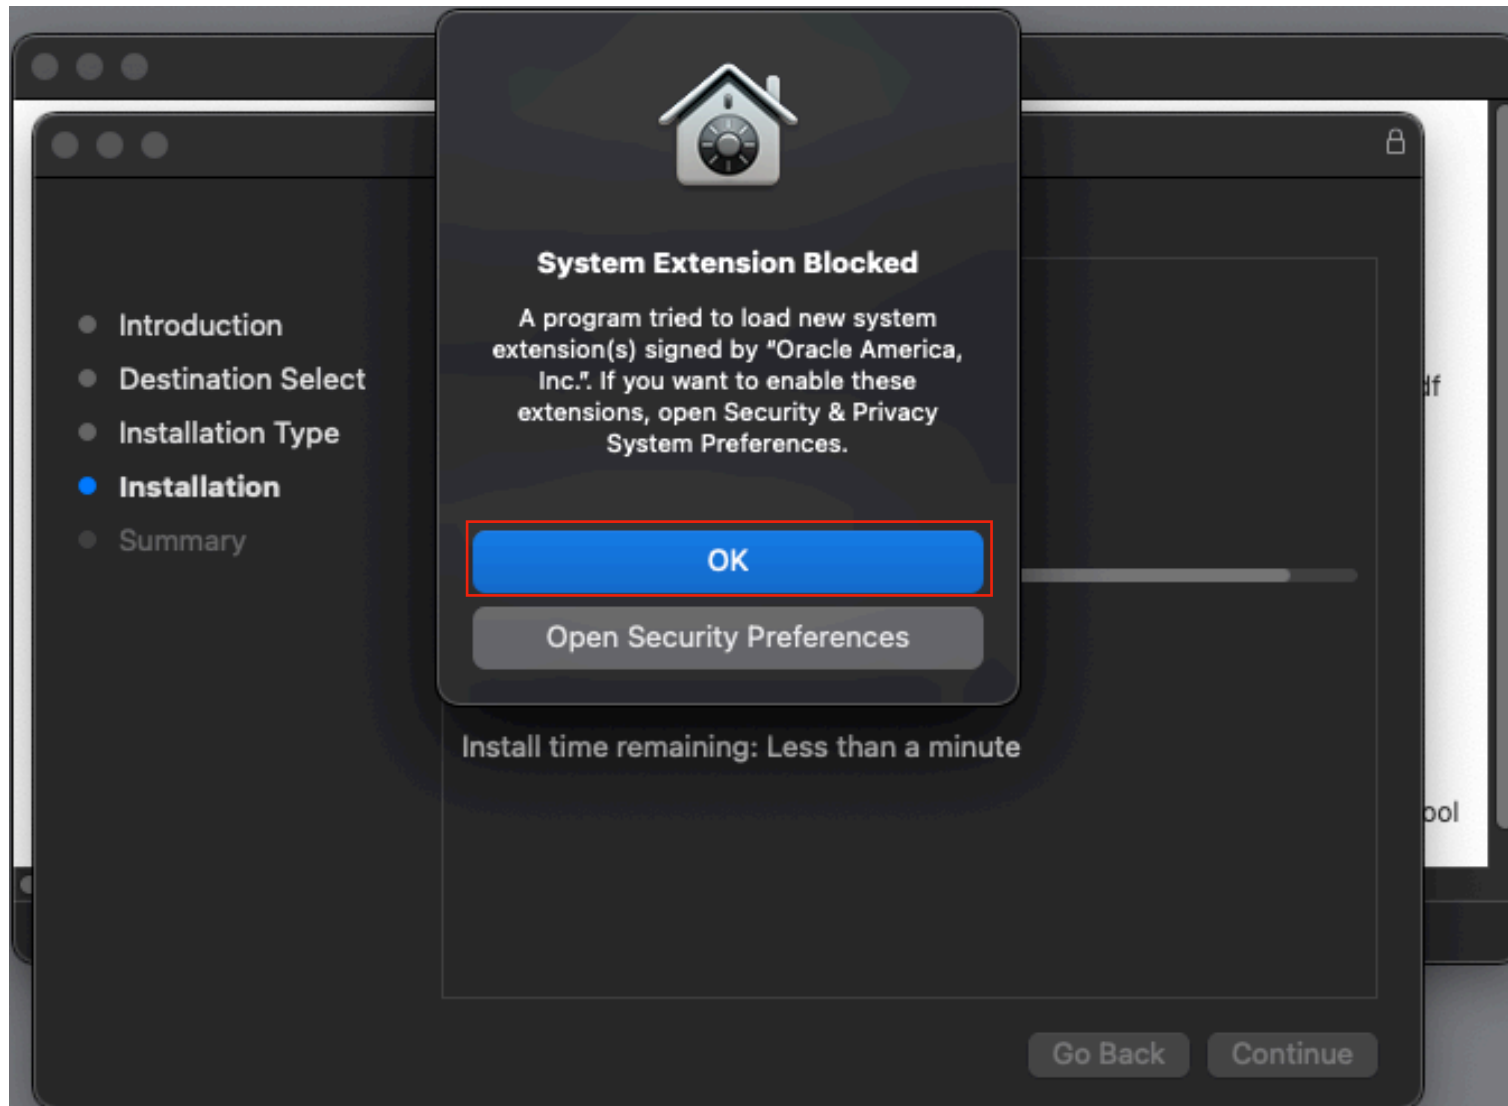 System Extension Blocked
A program tried to load new system
extension(s) signed by “Oracle America,
Inc.”. If you want to enable these
extensions, open Security & Privacy
System Preferences.
OK
Open Security Preferences
Introduction
Destination Select
Installation Type
Installation
Summary
Install time remaining: Less than a minute
Go Back
Continue